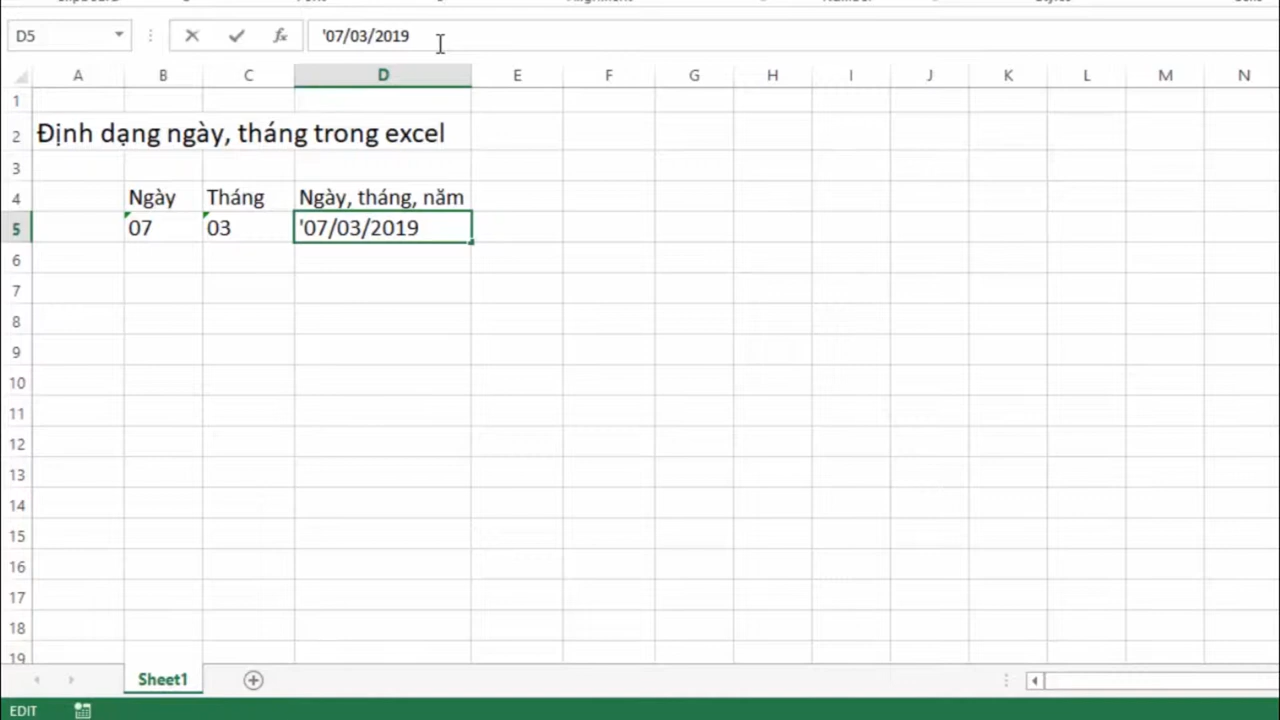 D5 '07/03/2019
A B C D E F G H I J K L M N
1
2 Định dạng ngày, tháng trong excel
3
4 Ngày Tháng Ngày, tháng, năm
5 07 03 '07/03/2019
6
7
8
9
10
11
12
13
14
15
16
17
18
19
Sheet1
EDIT